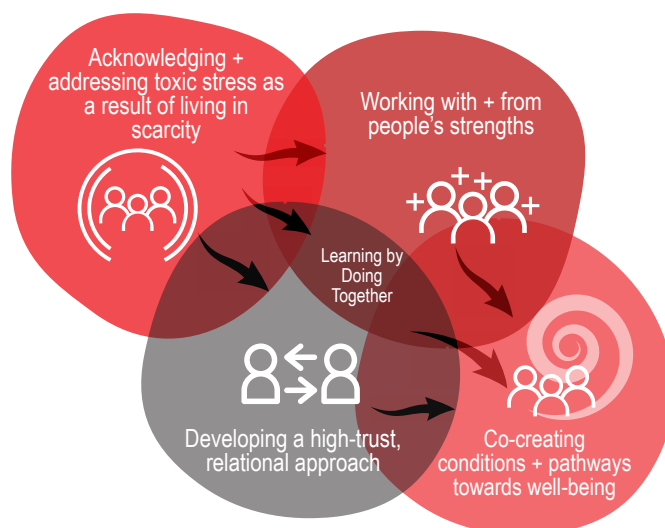 Acknowledging +
addressing toxic stress as
a result of living in
scarcity
Working with + from
people's strengths
Learning by
Doing
Together
Developing a high-trust,
relational approach
Co-creating
conditions + pathways
towards well-being